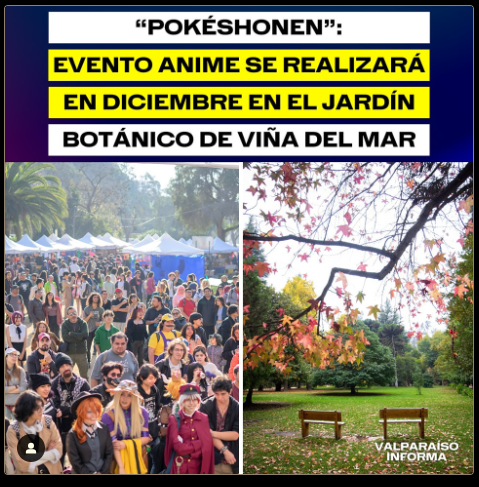 “POKÉSHONEN”:
EVENTO ANIME SE REALIZARÁ
EN DICIEMBRE EN EL JARDÍN
BOTÁNICO DE VIÑA DEL MAR
VALPARAÍSO
INFORMA